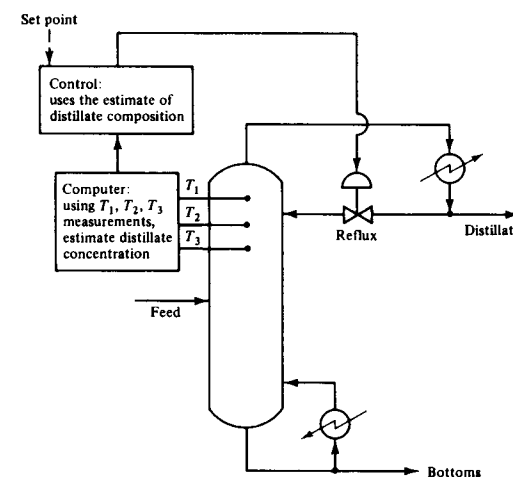 Set point
Control:
uses the estimate of
distillate composition
Computer:
using T1, T2, T3
measurements,
estimate distillate
concentration
T1
T2
T3
Reflux
Distillat
Feed
Bottoms